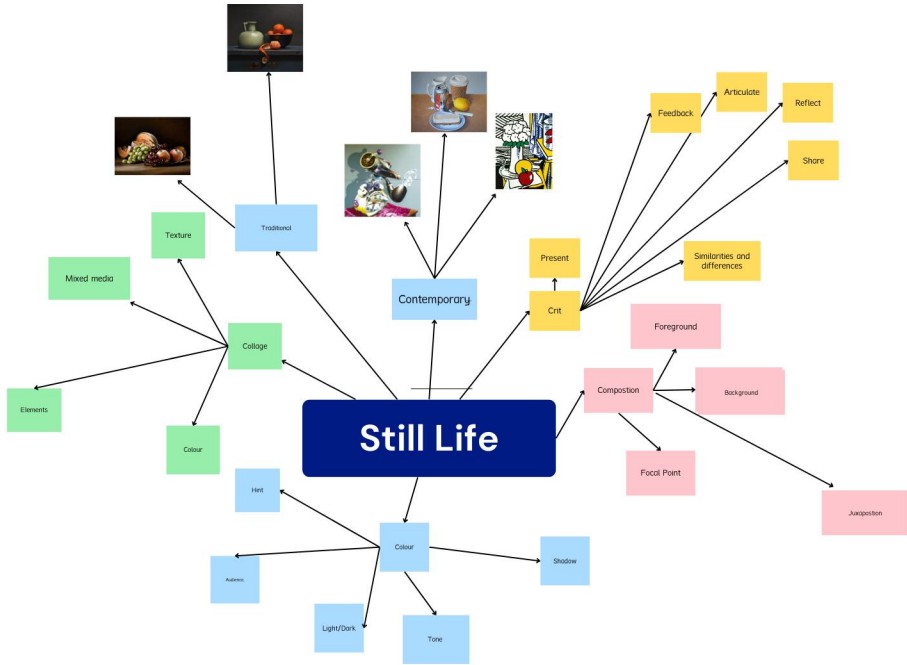 Articulate
Feedback
Reflect
Share
Texture
Traditional
Present
Similarities and
differences
Mixed media
Contemporary
Crit
Foreground
Collage
Compostion
Background
Elements
Still Life
Colour
Focal Point
Hint
Juxapostion
Colour
Shadow
Light/Dark
Tone